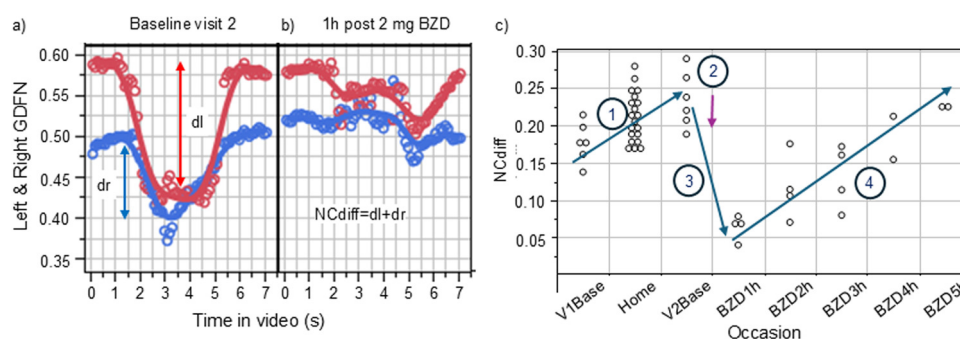 a)
Baseline visit 2
b)
1h post 2 mg BZD
Left & Right GDFN
0.60
0.55
0.50
0.45
0.40
0.35
dl
dr
NCdiff=dl+dr
0 1 2 3 4 5 6 7 0 1 2 3 4 5 6 7
Time in video (s)
c)
NCdiff
0.30
0.25
0.20
0.15
0.10
0.05
1
2
3
4
V1Base
Home
V2Base
BZD1h
BZD2h
BZD3h
BZD4h
BZD5h
Occasion